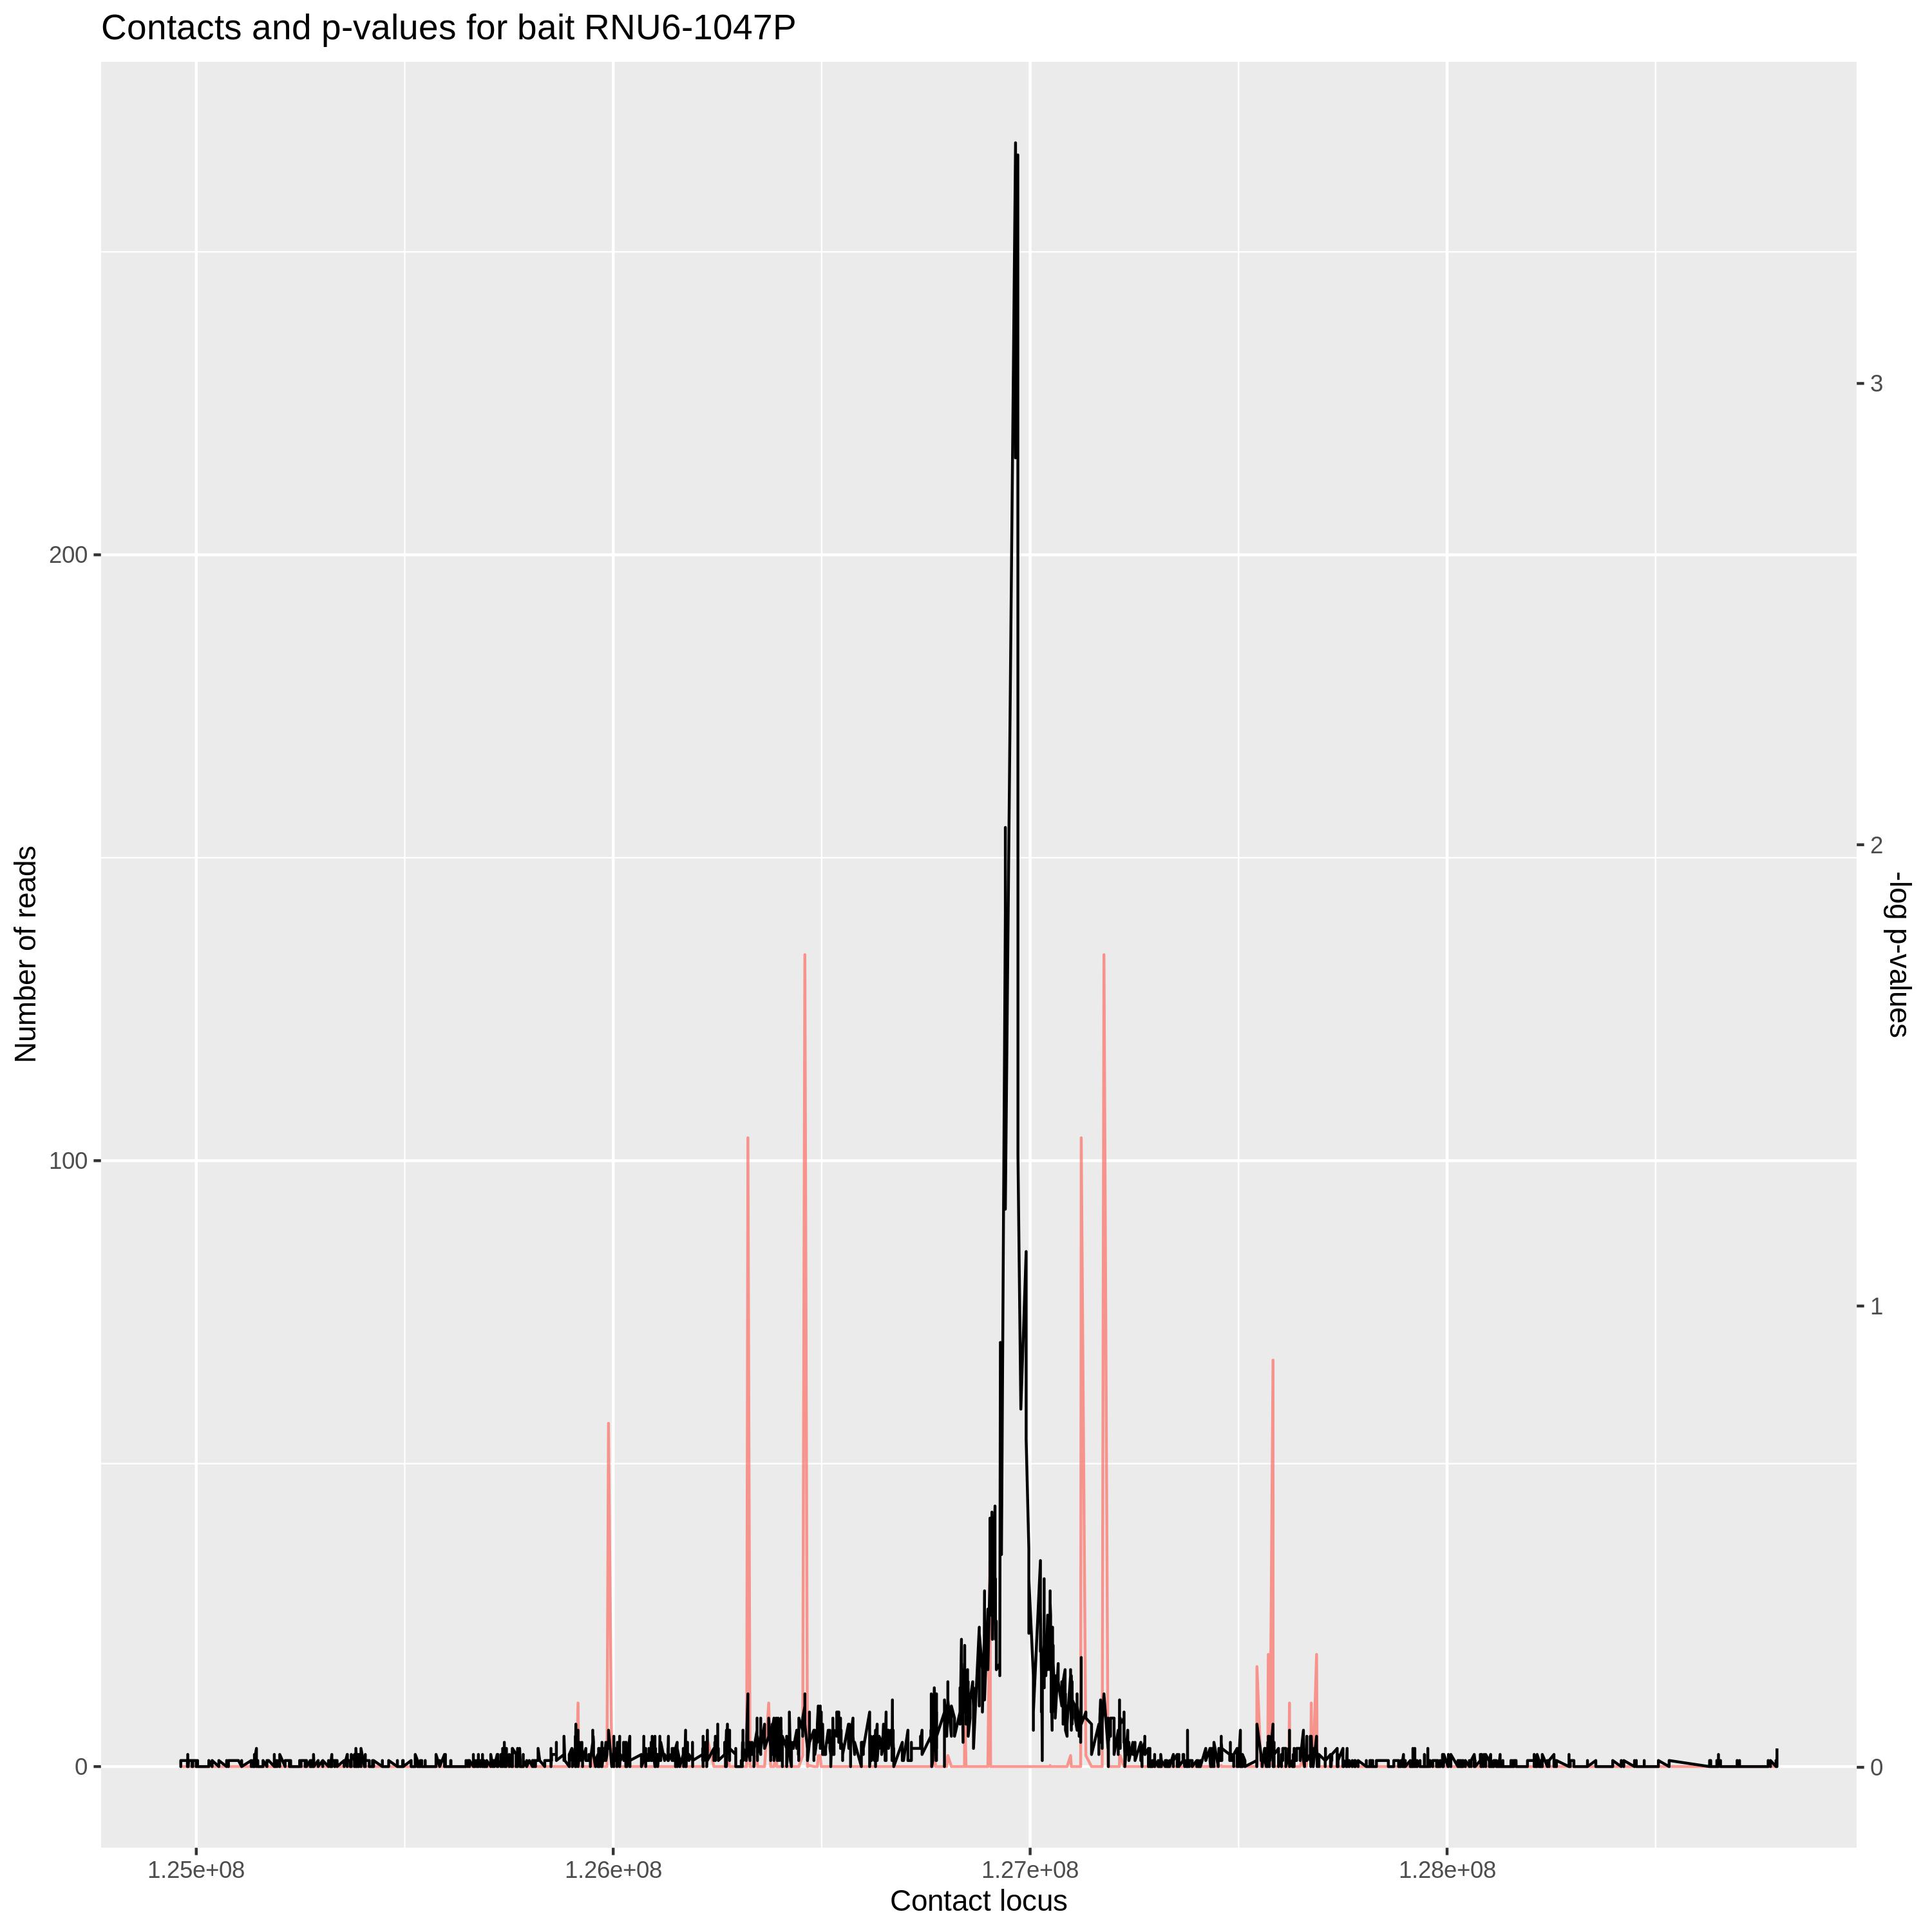 Contacts and p-values for bait RNU6-1047P
Number of reads
200
100
0
3
2
1
0
-log p-values
1.25e+08
1.26e+08
1.27e+08
1.28e+08
Contact locus